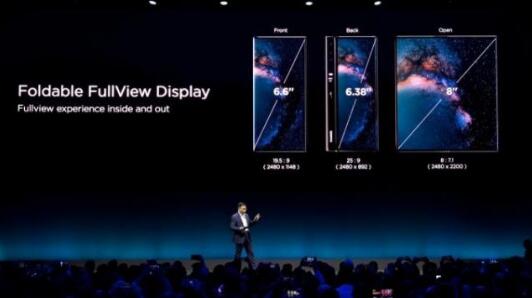 Foldable FullView Display
Fullview experience inside and out
Front
Back
Open
6.6"
6.38"
8"
19.5 : 9
( 2480 x 1148 )
25 : 9
( 2480 x 892 )
8 : 7.1
( 2480 x 2200 )